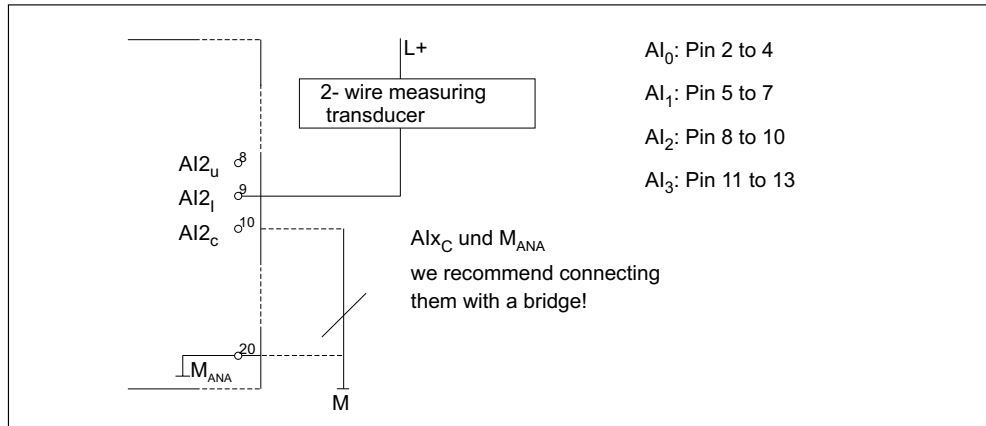 L+
2- wire measuring
transducer
AI2u 8
AI2I 9
AI2c 10
AIxC und MANA
we recommend connecting
them with a bridge!
20
MANA
M
AI0: Pin 2 to 4
AI1: Pin 5 to 7
AI2: Pin 8 to 10
AI3: Pin 11 to 13